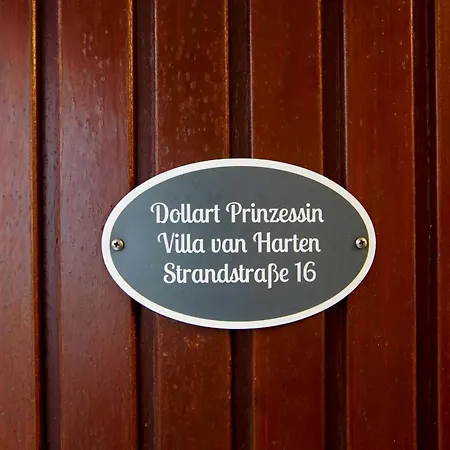 Dollart Prinzessin
Villa van Harten
Strandstraße 16